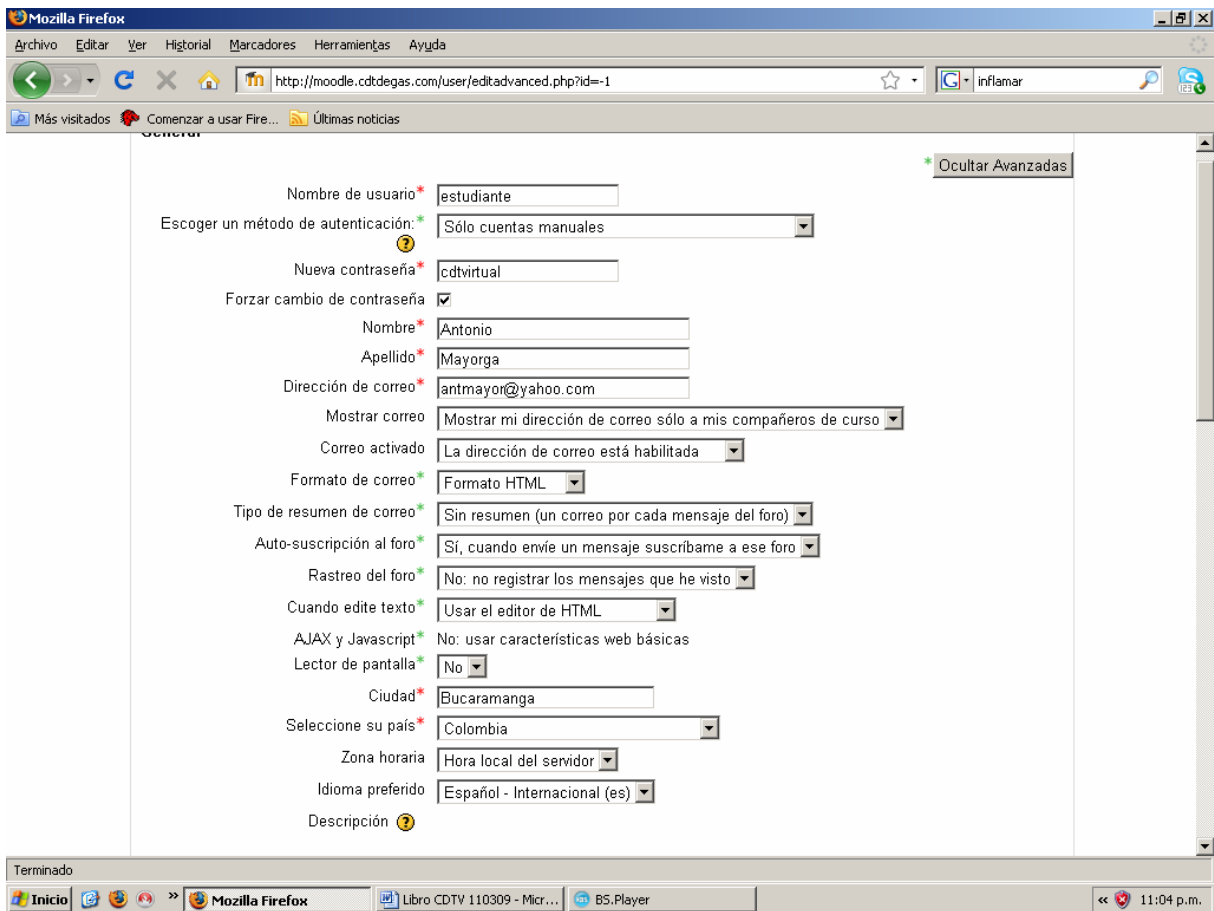 Mozilla Firefox
Archivo Editar Ver Historial Marcadores Herramientas Ayuda
http://moodle.cdtdegas.com/user/editadvanced.php?id=-1 G inflamar
Más visitados Comenzar a usar Fire... Últimas noticias
General
* Ocultar Avanzadas
Nombre de usuario* estudiante
Escoger un método de autenticación:* Sólo cuentas manuales
?
Nueva contraseña* cdtvirtual
Forzar cambio de contraseña
Nombre* Antonio
Apellido* Mayorga
Dirección de correo* antmayor@yahoo.com
Mostrar correo Mostrar mi dirección de correo sólo a mis compañeros de curso
Correo activado La dirección de correo está habilitada
Formato de correo* Formato HTML
Tipo de resumen de correo* Sin resumen (un correo por cada mensaje del foro)
Auto-suscripción al foro* Sí, cuando envíe un mensaje suscríbame a ese foro
Rastreo del foro* No: no registrar los mensajes que he visto
Cuando edite texto* Usar el editor de HTML
AJAX y Javascript* No: usar características web básicas
Lector de pantalla* No
Ciudad* Bucaramanga
Seleccione su país* Colombia
Zona horaria Hora local del servidor
Idioma preferido Español - Internacional (es)
Descripción ?
Terminado
Inicio » Mozilla Firefox Libro CDTV 110309 - Micr... BS.Player « 11:04 p.m.